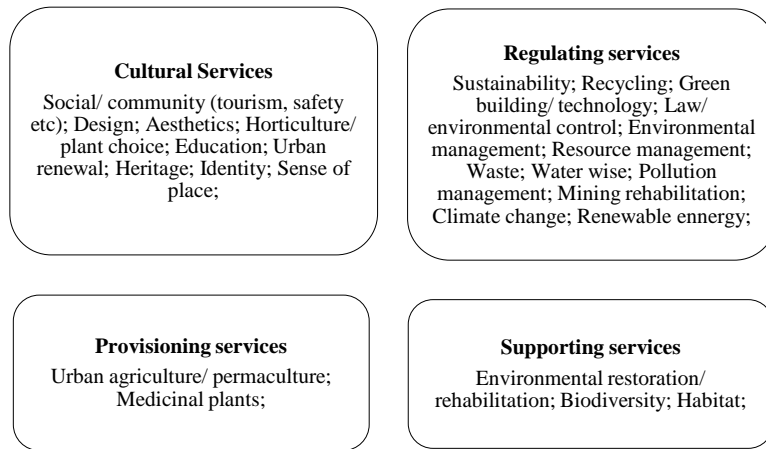 Cultural Services
Social/ community (tourism, safety
etc); Design; Aesthetics; Horticulture/
plant choice; Education; Urban
renewal; Heritage; Identity; Sense of
place;
Regulating services
Sustainability; Recycling; Green
building/ technology; Law/
environmental control; Environmental
management; Resource management;
Waste; Water wise; Pollution
management; Mining rehabilitation;
Climate change; Renewable ennergy;
Provisioning services
Urban agriculture/ permaculture;
Medicinal plants;
Supporting services
Environmental restoration/
rehabilitation; Biodiversity; Habitat;